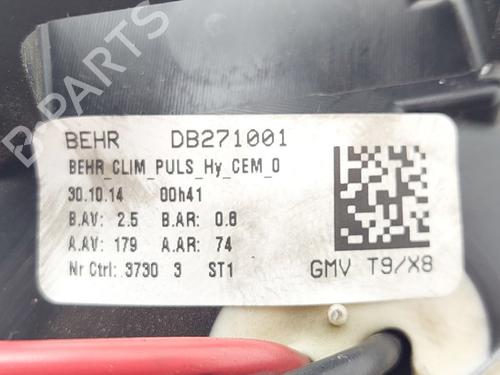 B-PARTS
BEHR DB271001
BEHR_CLIM_PULS_Hy_CEM_0
30.10.14 00h41
B.AV: 2.5 B.AR: 0.8
A.AV: 179 A.AR: 74
Nr Ctrl: 3730 3 ST1
GMV T9/X8